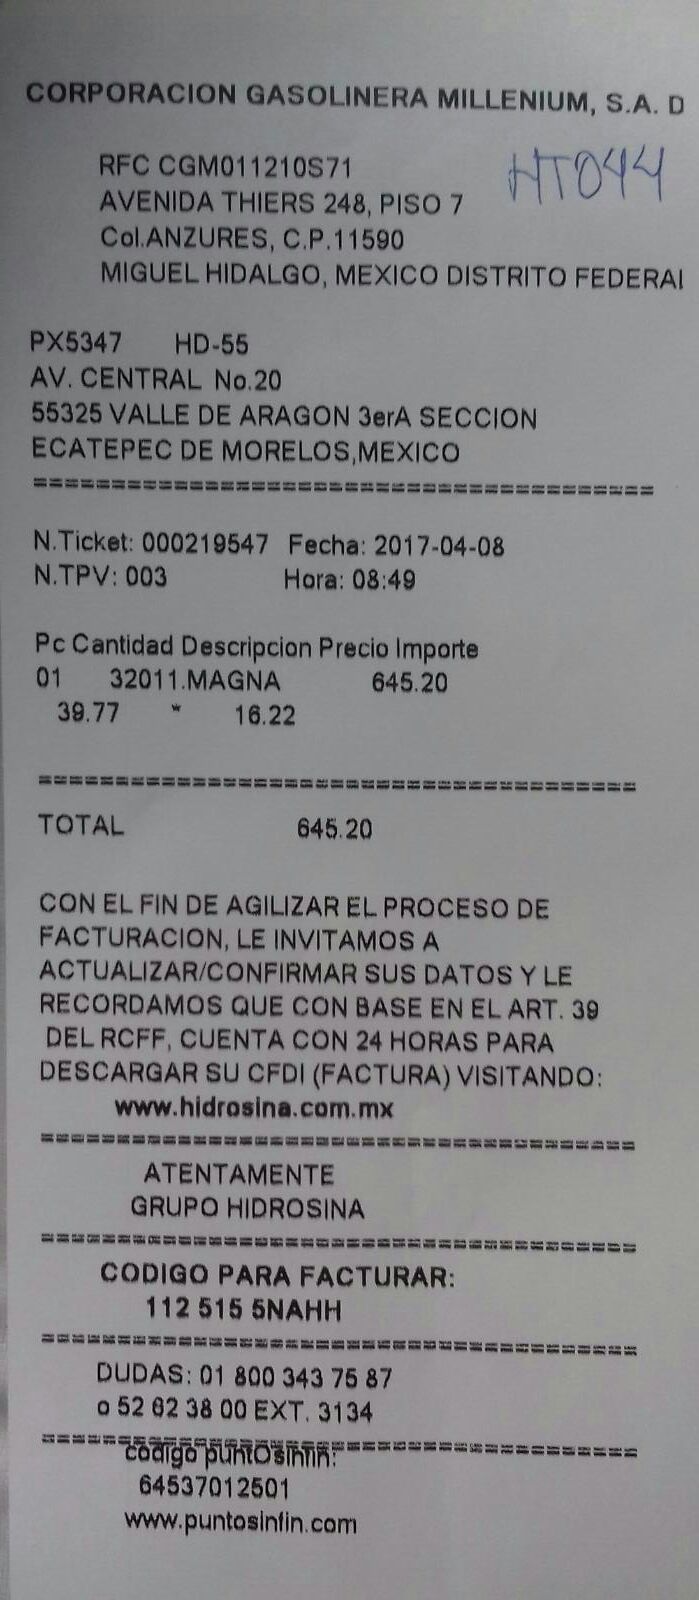 CORPORACION GASOLINERA MILLENIUM, S.A. D
RFC CGM011210S71
HT044
AVENIDA THIERS 248, PISO 7
Col.ANZURES, C.P.11590
MIGUEL HIDALGO, MEXICO DISTRITO FEDERAl
PX5347 HD-55
AV. CENTRAL No.20
55325 VALLE DE ARAGON 3erA SECCION
ECATEPEC DE MORELOS,MEXICO
========================================
N.Ticket: 000219547 Fecha: 2017-04-08
N.TPV: 003 Hora: 08:49
Pc Cantidad Descripcion Precio Importe
01 32011.MAGNA 645.20
39.77 * 16.22
========================================
TOTAL 645.20
CON EL FIN DE AGILIZAR EL PROCESO DE
FACTURACION, LE INVITAMOS A
ACTUALIZAR/CONFIRMAR SUS DATOS Y LE
RECORDAMOS QUE CON BASE EN EL ART. 39
DEL RCFF, CUENTA CON 24 HORAS PARA
DESCARGAR SU CFDI (FACTURA) VISITANDO:
www.hidrosina.com.mx
========================================
ATENTAMENTE
GRUPO HIDROSINA
========================================
CODIGO PARA FACTURAR:
112 515 5NAHH
========================================
DUDAS: 01 800 343 75 87
o 52 62 38 00 EXT. 3134
========================================
codigo puntOsinfin:
64537012501
www.puntosinfin.com